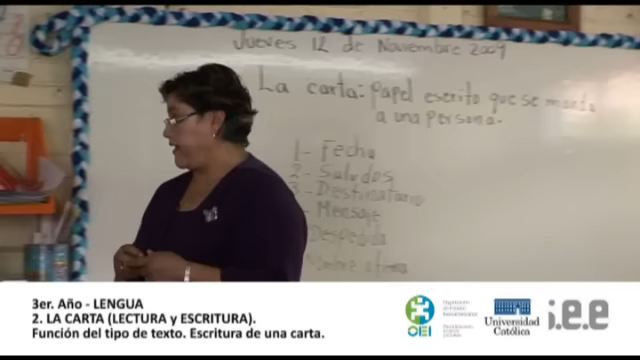 Jueves 12 de Noviembre 2009
La carta: papel escrito que se manda
a una persona.
1- Fecha
2- Saludos
3- Destinatario
- Mensaje
Despedida
3er. Año - LENGUA
2. LA CARTA (LECTURA y ESCRITURA).
Función del tipo de texto. Escritura de una carta.
OEI
Universidad
Católica
i.e.e